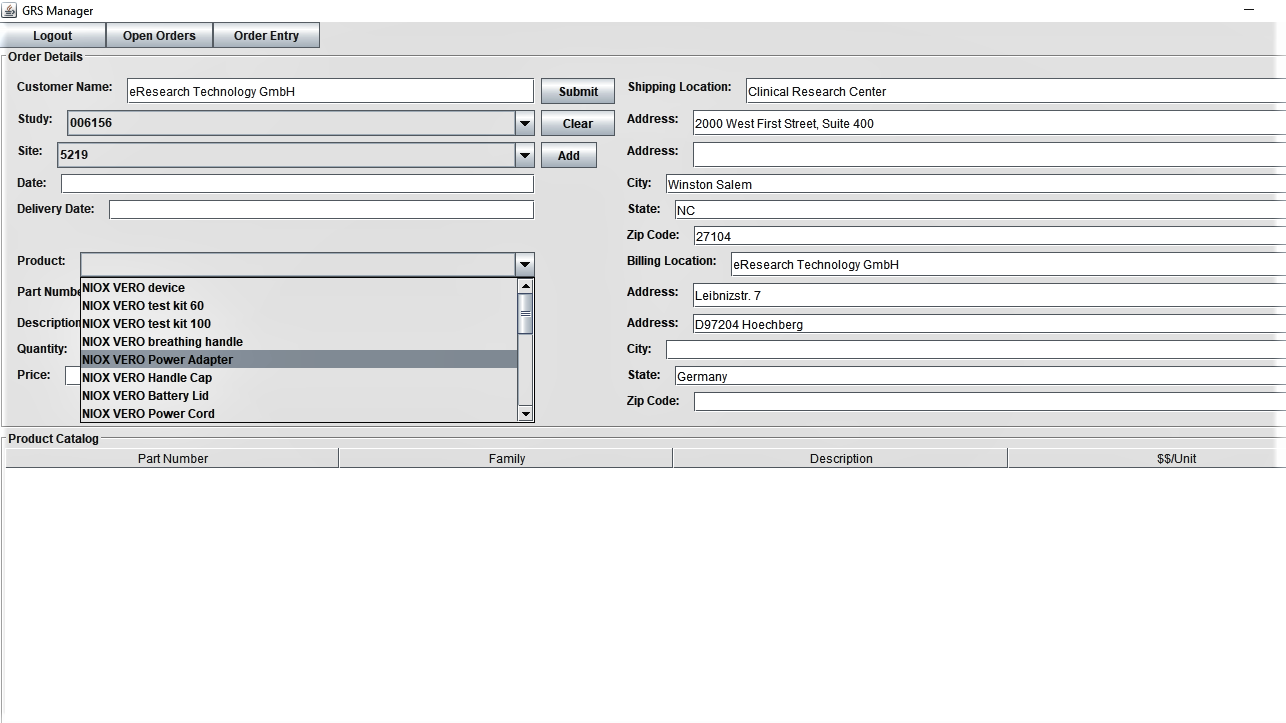 GRS Manager
Logout Open Orders Order Entry
Order Details
Customer Name: eResearch Technology GmbH Submit
Study: 006156 Clear
Site: 5219 Add
Date:
Delivery Date:
Product:
NIOX VERO device
Part Numbe
NIOX VERO test kit 60
NIOX VERO test kit 100
Description
NIOX VERO breathing handle
Quantity:
NIOX VERO Power Adapter
Price:
NIOX VERO Handle Cap
NIOX VERO Battery Lid
NIOX VERO Power Cord
Shipping Location: Clinical Research Center
Address: 2000 West First Street, Suite 400
Address:
City: Winston Salem
State: NC
Zip Code: 27104
Billing Location: eResearch Technology GmbH
Address: Leibnizstr. 7
Address: D97204 Hoechberg
City:
State: Germany
Zip Code:
Product Catalog
Part Number Family Description $$/Unit